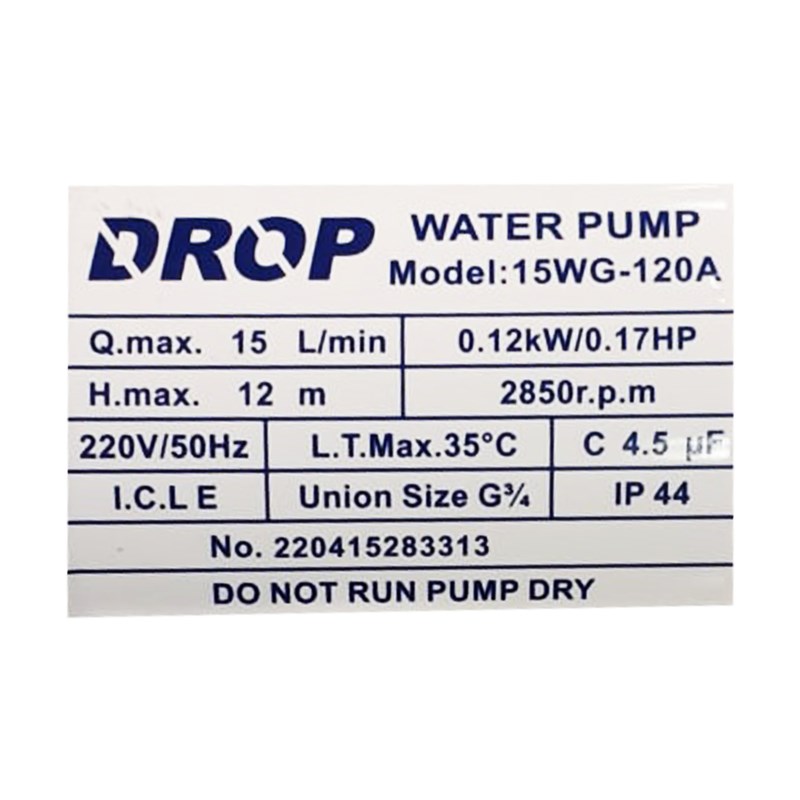 DROP
WATER PUMP
Model:15WG-120A
Q.max. 15 L/min 0.12kW/0.17HP
H.max. 12 m 2850r.p.m
220V/50Hz L.T.Max.35°C C 4.5 μF
I.C.L E Union Size G¾ IP 44
No. 220415283313
DO NOT RUN PUMP DRY